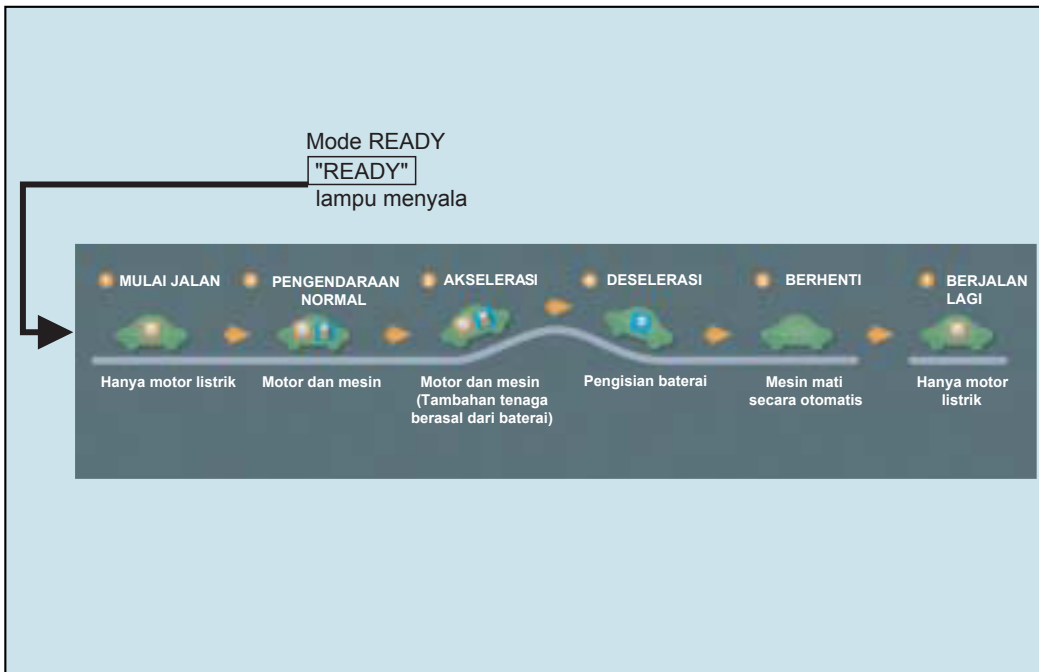 Mode READY
"READY"
lampu menyala
MULAI JALAN
PENGENDARAAN
NORMAL
AKSELERASI
DESELERASI
BERHENTI
BERJALAN
LAGI
Hanya motor listrik
Motor dan mesin
Motor dan mesin
(Tambahan tenaga
berasal dari baterai)
Pengisian baterai
Mesin mati
secara otomatis
Hanya motor
listrik